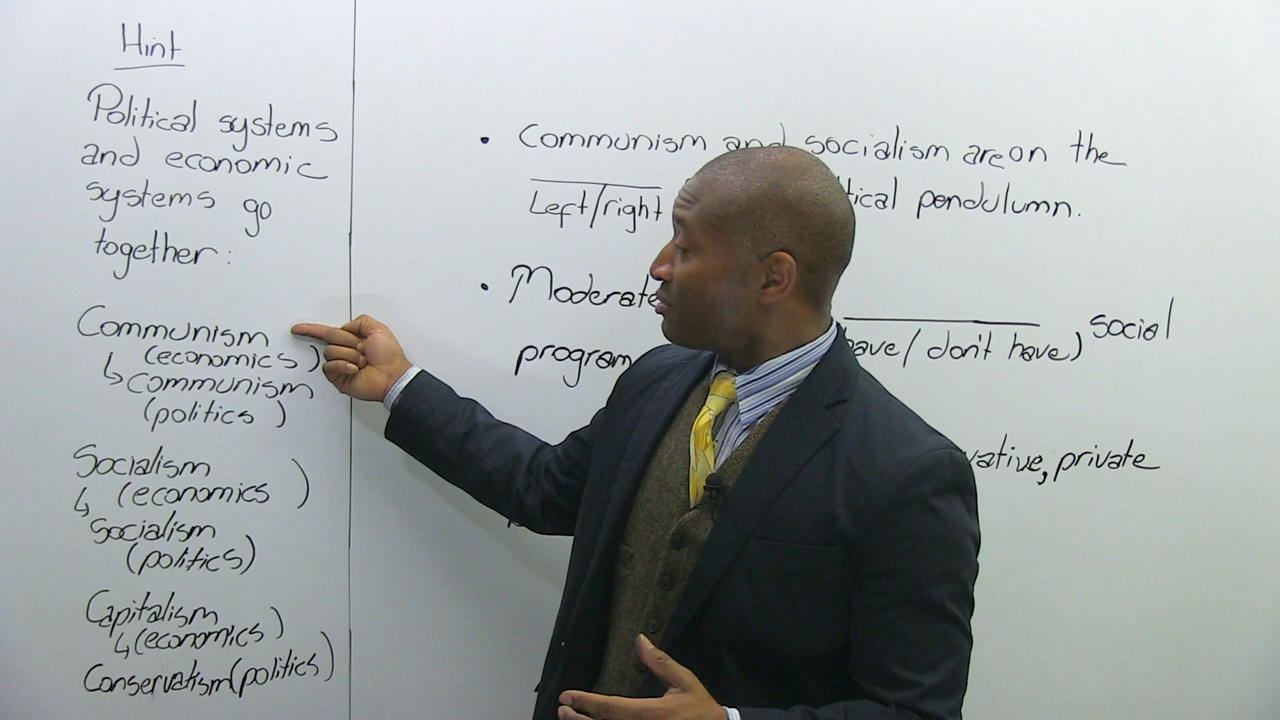 Hint
Political systems
and economic
systems go
together:
Communism
(economics)
↳ communism
(politics)
Socialism
↳ (economics)
Socialism
(politics)
Capitalism
↳ (economics)
Conservatism (politics)
• Communism and socialism are on the
Left/right tical pendulumn.
• Moderate
ave/don't have) social
program
vative, private